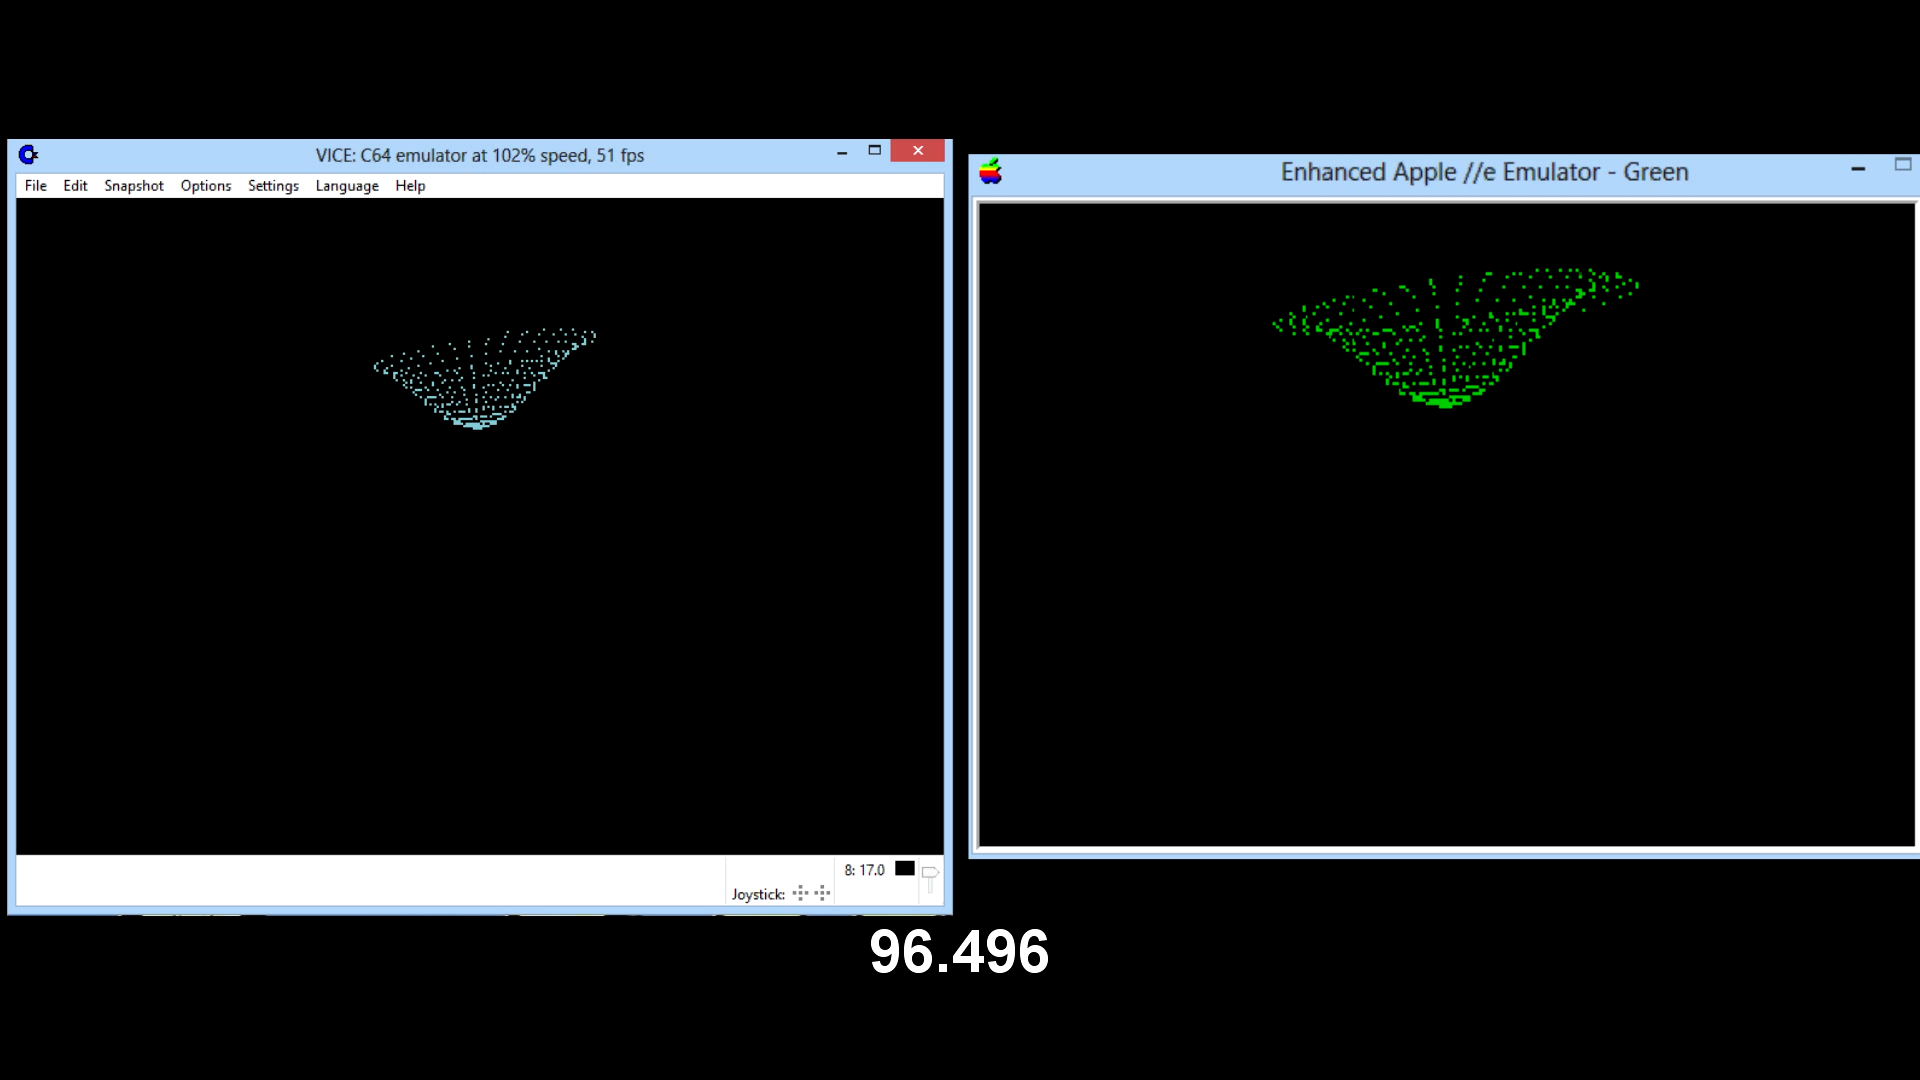 VICE: C64 emulator at 102% speed, 51 fps
File Edit Snapshot Options Settings Language Help
Enhanced Apple //e Emulator - Green
8: 17.0
Joystick:
96.496